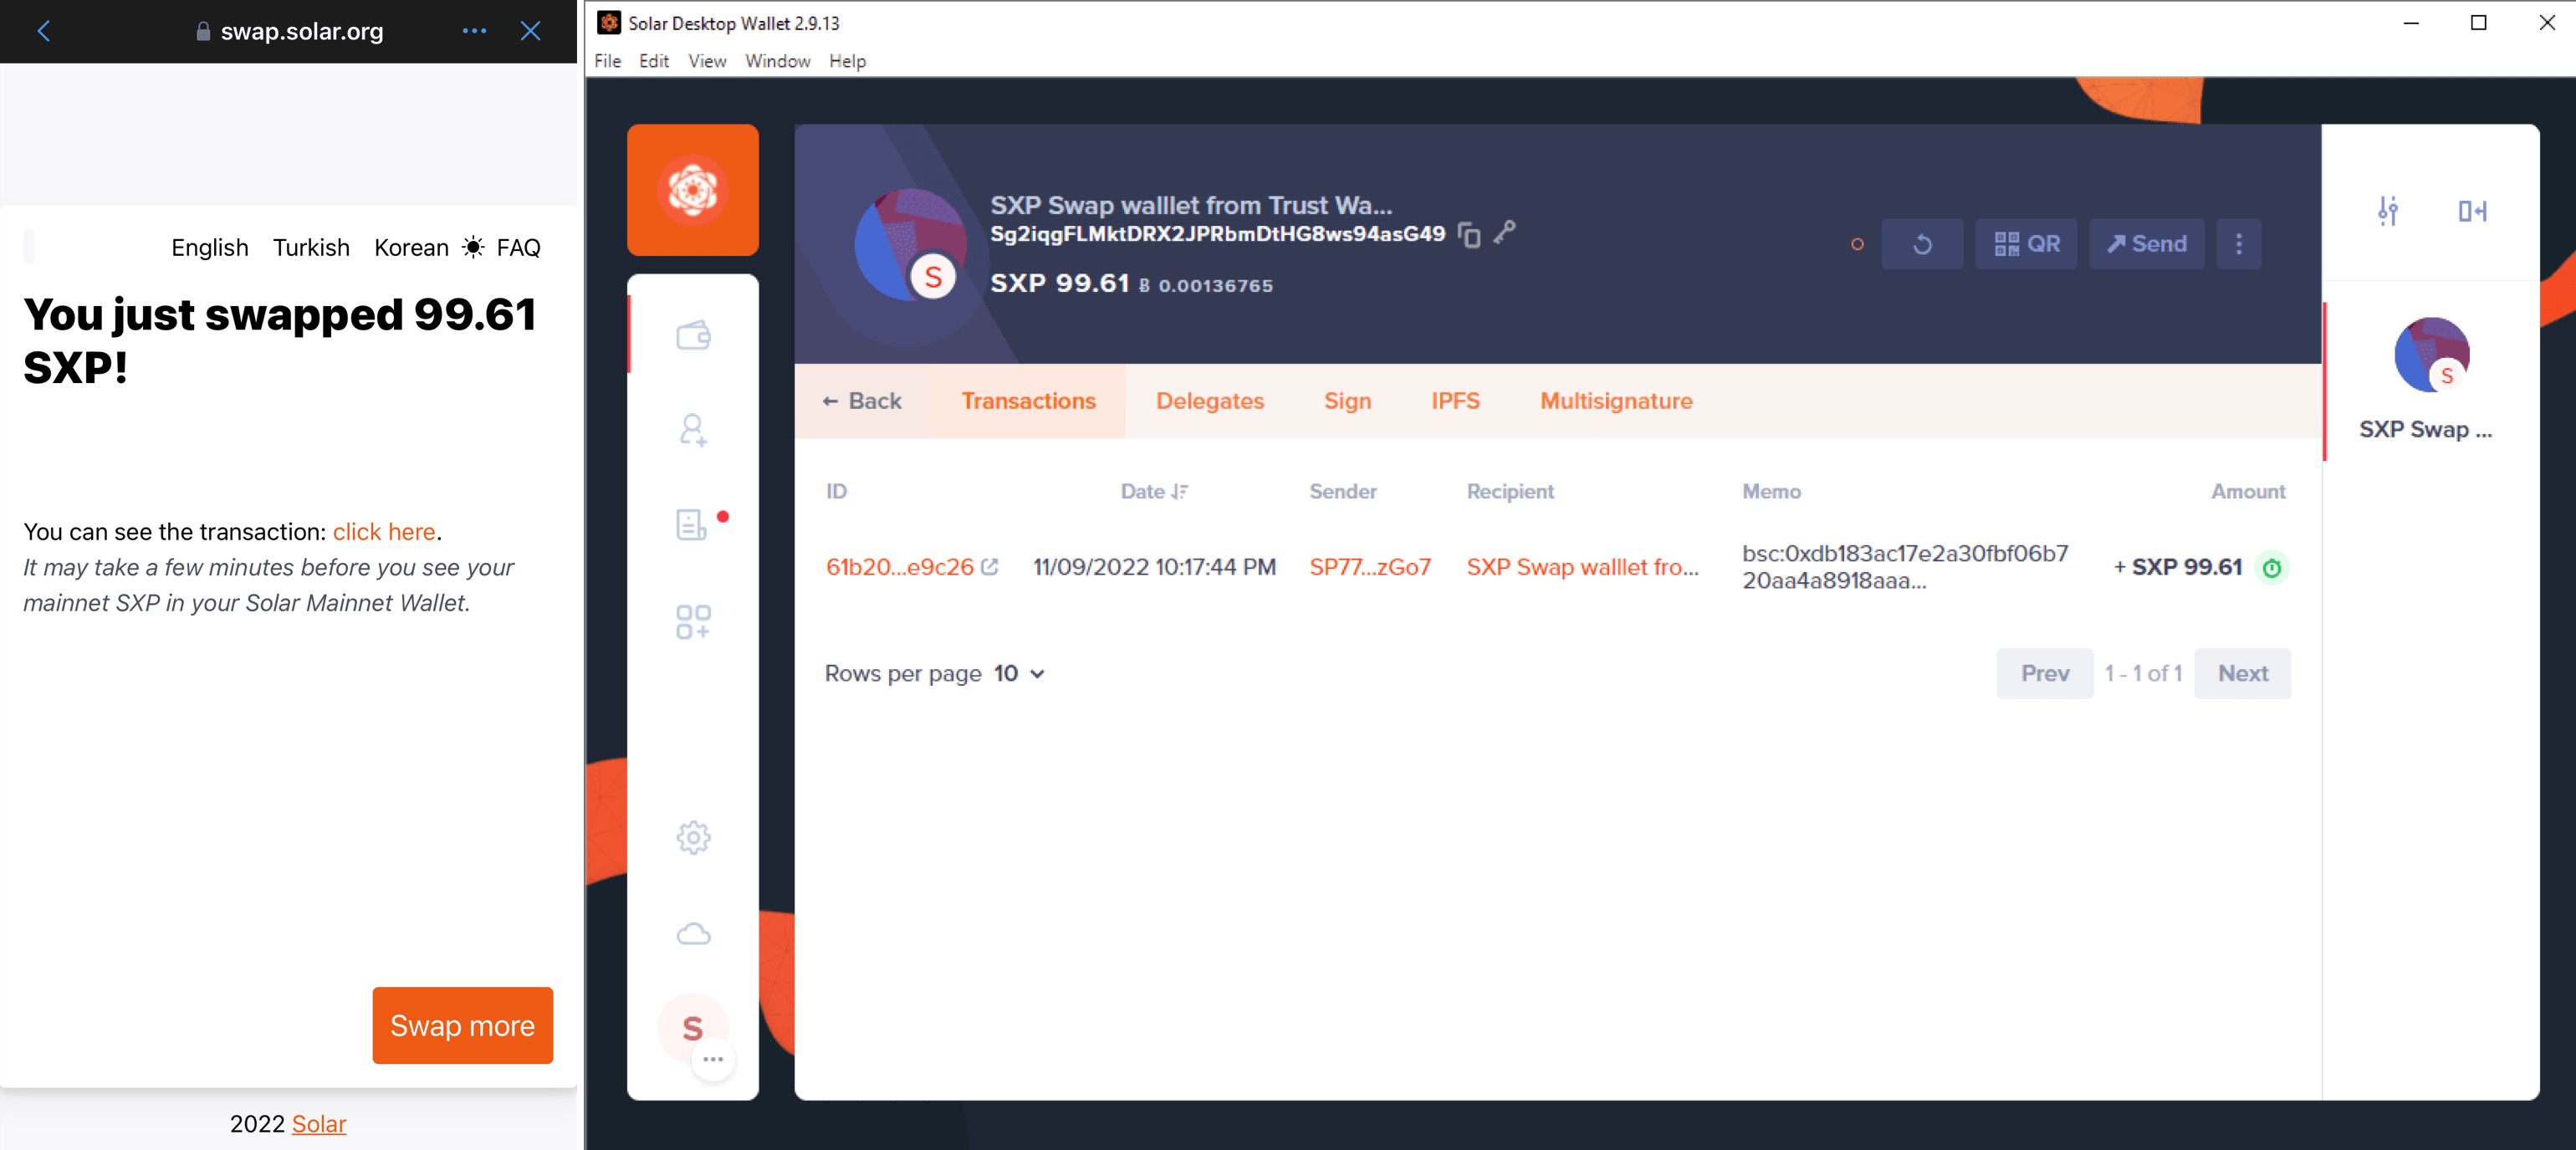 swap.solar.org
English Turkish Korean FAQ
You just swapped 99.61
SXP!
You can see the transaction: click here.
It may take a few minutes before you see your
mainnet SXP in your Solar Mainnet Wallet.
Swap more
2022 Solar
Solar Desktop Wallet 2.9.13
File Edit View Window Help
SXP Swap walllet from Trust Wa...
Sg2iqgFLMktDRX2JPRbmDtHG8ws94asG49
S
SXP 99.61 Ƀ 0.00136765
QR
Send
← Back Transactions Delegates Sign IPFS Multisignature
ID Date Sender Recipient Memo Amount
61b20...e9c26 11/09/2022 10:17:44 PM SP77...zGo7 SXP Swap walllet fro... bsc:0xdb183ac17e2a30fbf06b7
20aa4a8918aaa... + SXP 99.61
Rows per page 10
Prev 1 - 1 of 1 Next
S
S
SXP Swap ...